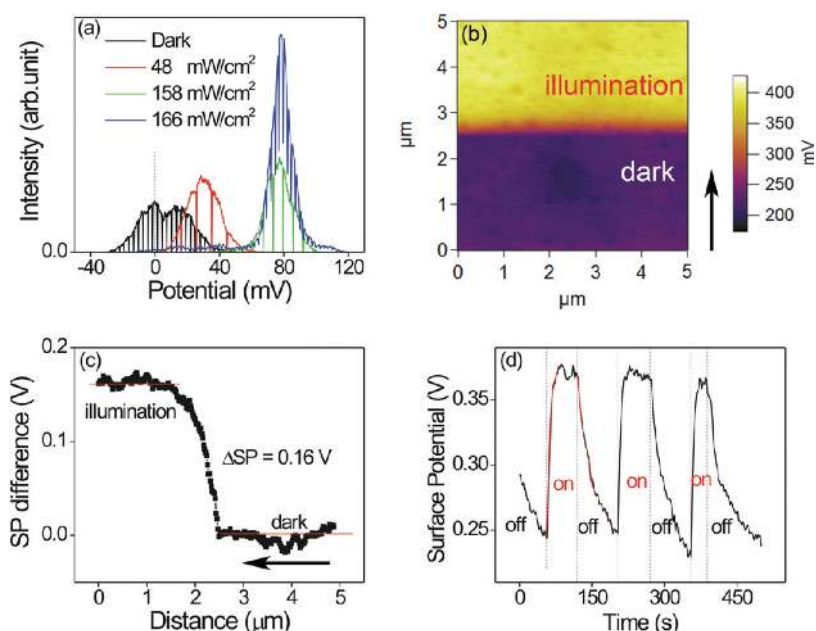 (a)
Dark
48 mW/cm²
158 mW/cm²
166 mW/cm²
Intensity (arb.unit)
0.0
-40 0 40 80 120
Potential (mV)
(b)
illumination
dark
5
4
3
2
1
0
µm
0 1 2 3 4 5
µm
400
350
300
250
200
mV
(c)
illumination
ΔSP = 0.16 V
dark
SP difference (V)
0.2
0.1
0.0
0 1 2 3 4 5
Distance (µm)
(d)
on
on
on
off
off
off
off
Surface Potential (V)
0.35
0.30
0.25
0 150 300 450
Time (s)